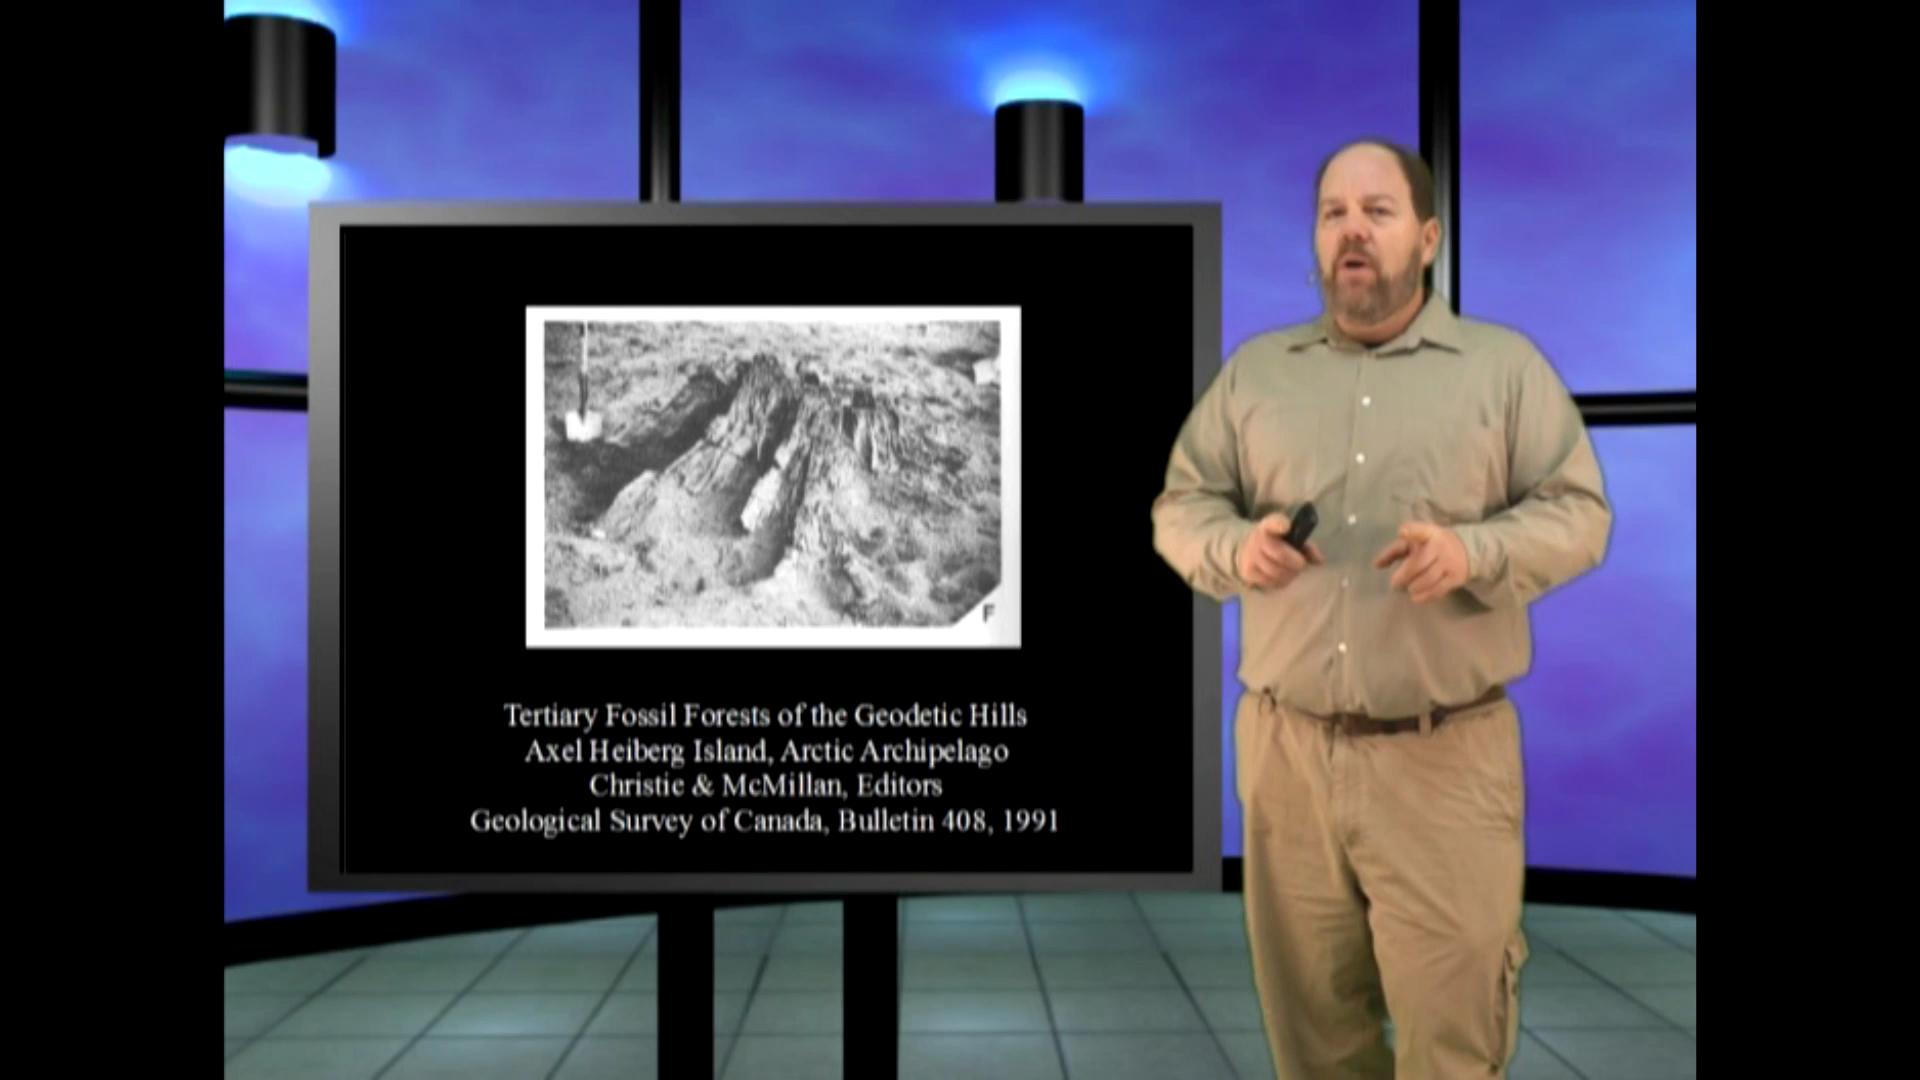 F
Tertiary Fossil Forests of the Geodetic Hills
Axel Heiberg Island, Arctic Archipelago
Christie & McMillan, Editors
Geological Survey of Canada, Bulletin 408, 1991